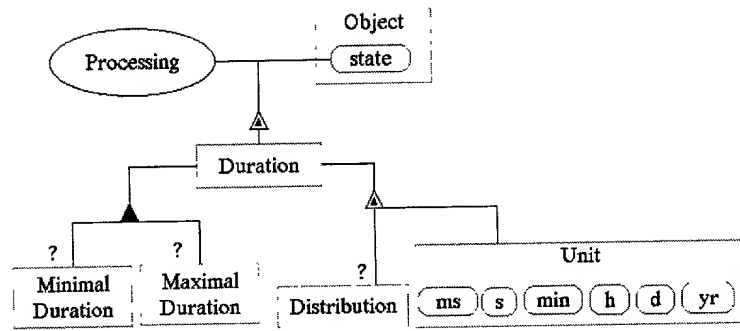 Object
Processing
state
Duration
?
?
Minimal
Duration
Maximal
Duration
?
Distribution
Unit
ms
s
min
h
d
yr